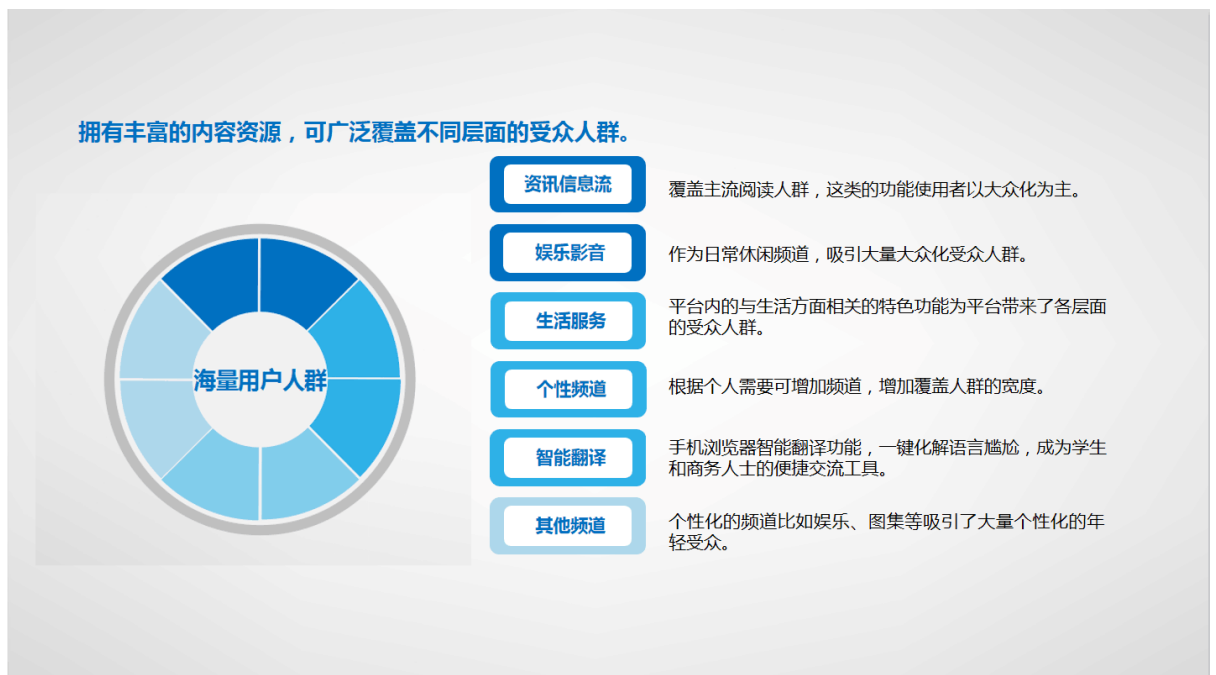 拥有丰富的内容资源，可广泛覆盖不同层面的受众人群。
海量用户人群
资讯信息流
覆盖主流阅读人群，这类的功能使用者以大众化为主。
娱乐影音
作为日常休闲频道，吸引大量大众化受众人群。
生活服务
平台内的与生活方面相关的特色功能为平台带来了各层面
的受众人群。
个性频道
根据个人需要可增加频道，增加覆盖人群的宽度。
智能翻译
手机浏览器智能翻译功能，一键化解语言尴尬，成为学生
和商务人士的便捷交流工具。
其他频道
个性化的频道比如娱乐、图集等吸引了大量个性化的年
轻受众。